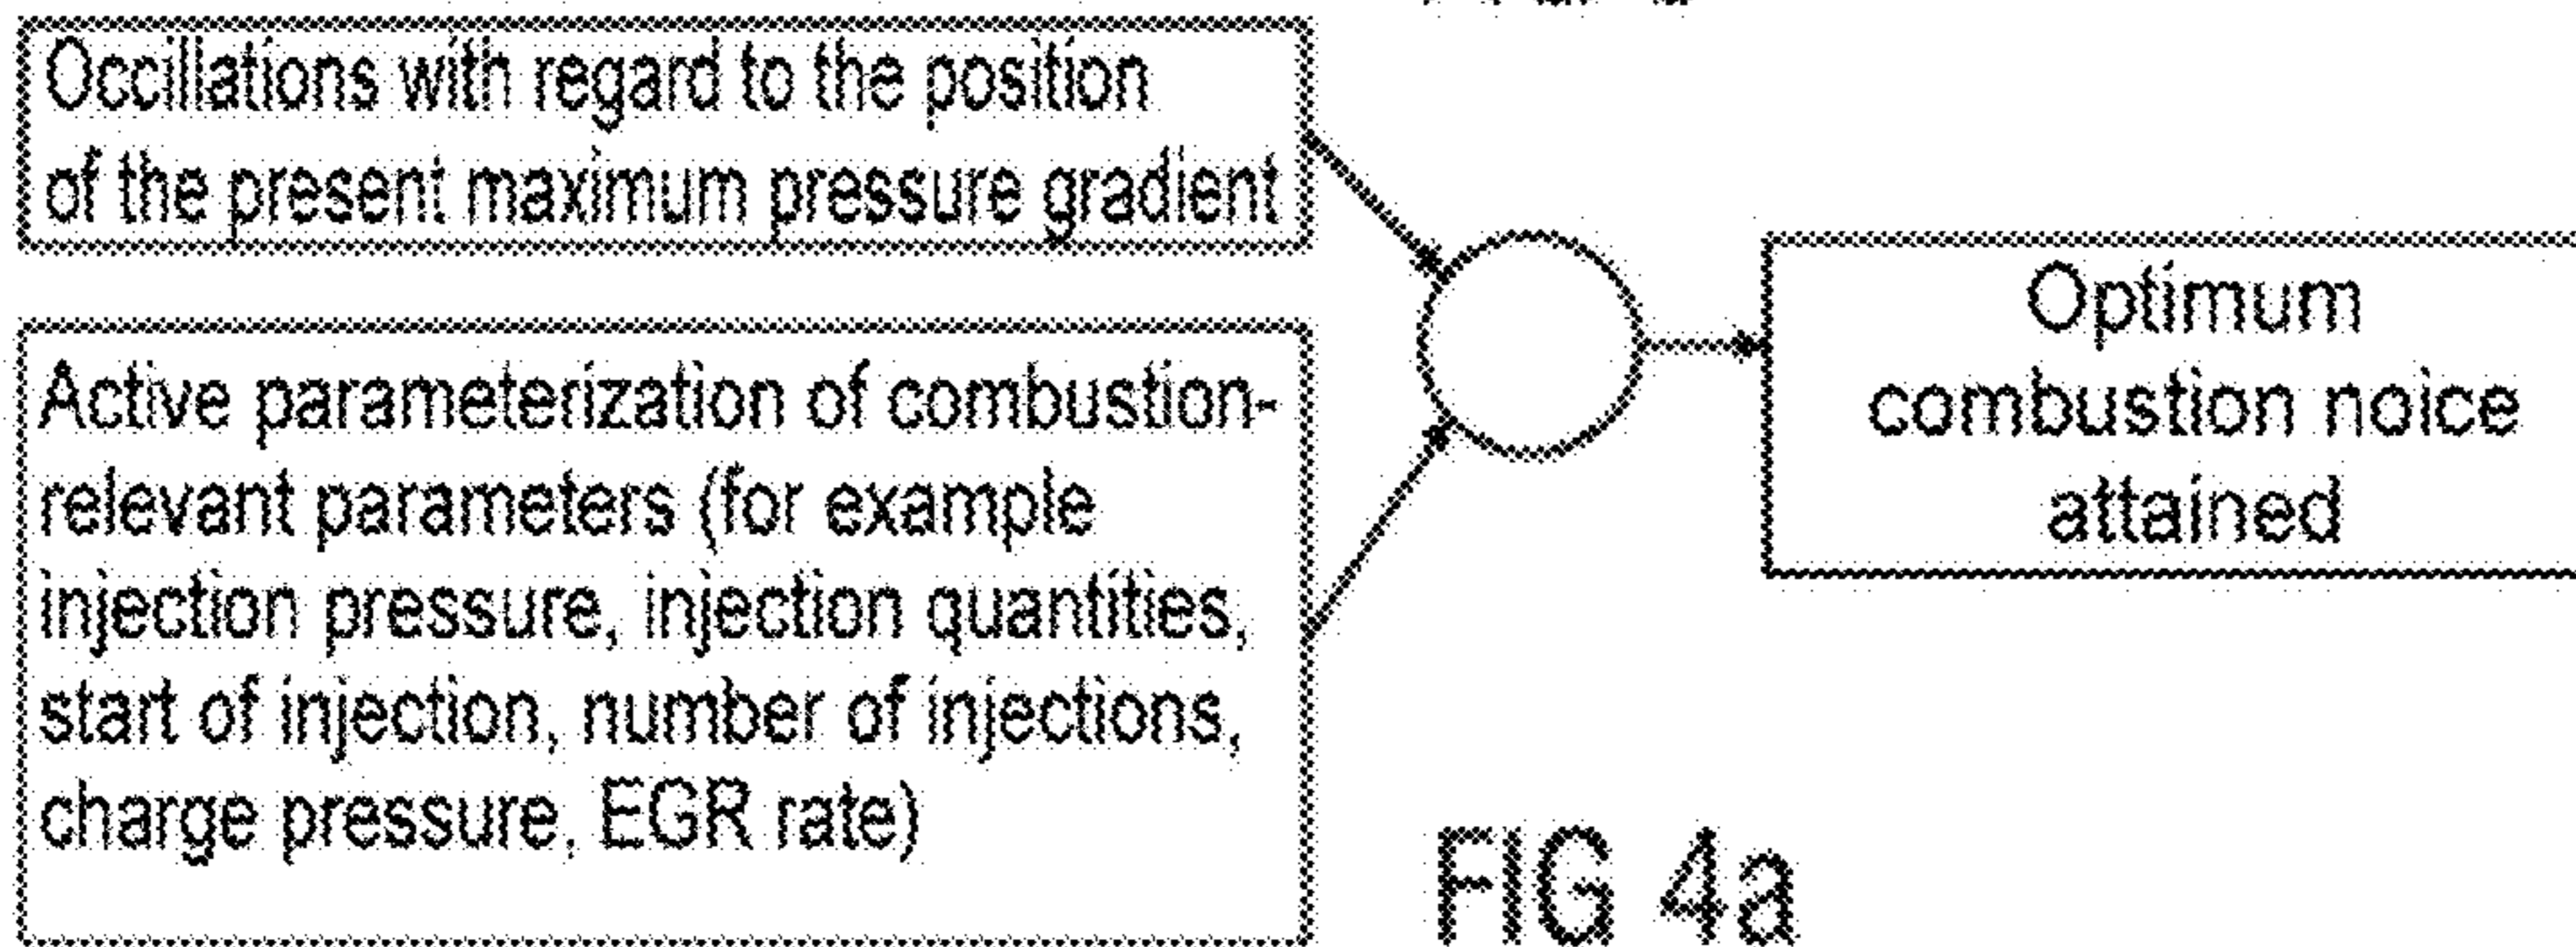 Occillations with regard to the position
of the present maximum pressure gradient
Active parameterization of combustion-
relevant parameters (for example
injection pressure, injection quantities,
start of injection, number of injections,
charge pressure, EGR rate)
Optimum
combustion noice
attained
FIG 4a